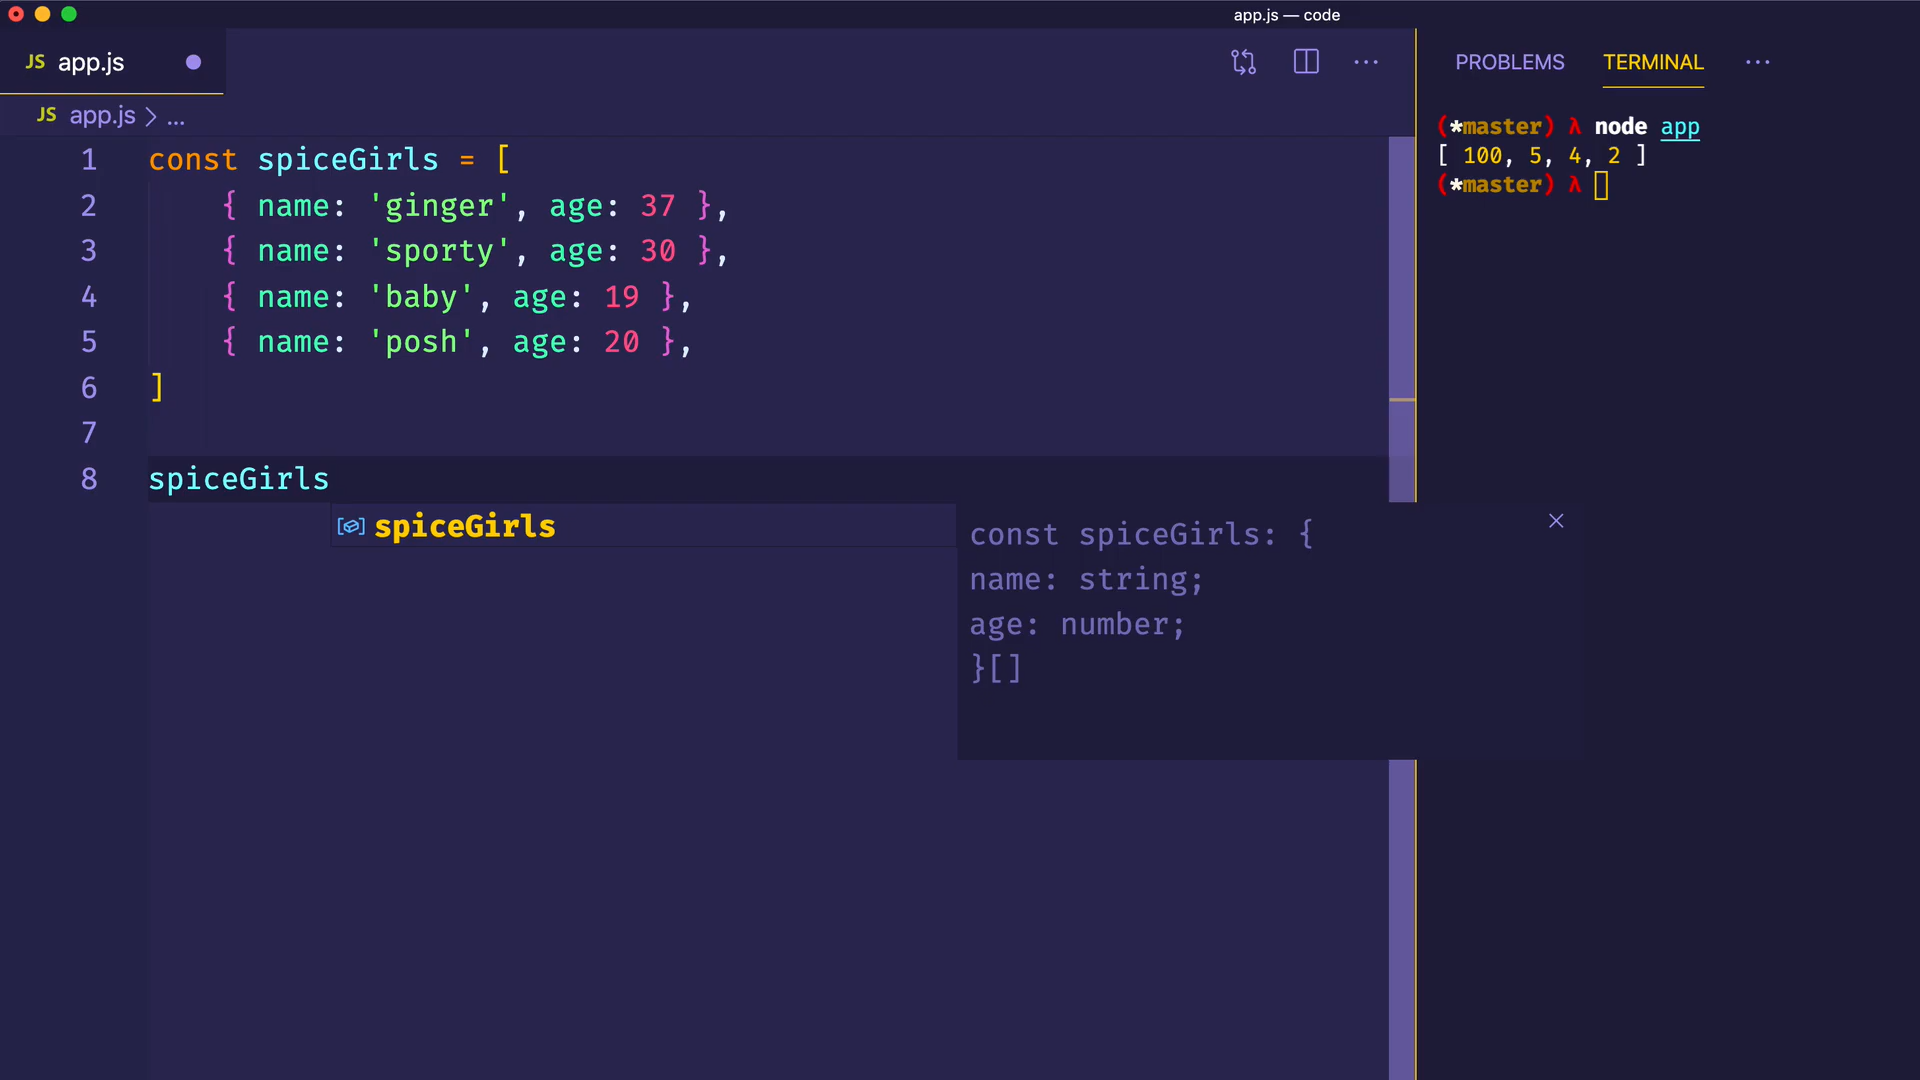 app.js — code
JS app.js
PROBLEMS TERMINAL ...
JS app.js > ...
1 const spiceGirls = [
2 { name: 'ginger', age: 37 },
3 { name: 'sporty', age: 30 },
4 { name: 'baby', age: 19 },
5 { name: 'posh', age: 20 },
6 ]
7
8 spiceGirls
spiceGirls
const spiceGirls: {
name: string;
age: number;
}[]
(*master) λ node app
[ 100, 5, 4, 2 ]
(*master) λ